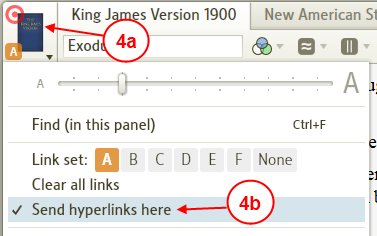 King James Version 1900
New American St
4a
A
Exodu
A A
Find (in this panel) Ctrl+F
Link set: A B C D E F None
Clear all links
✓ Send hyperlinks here
4b